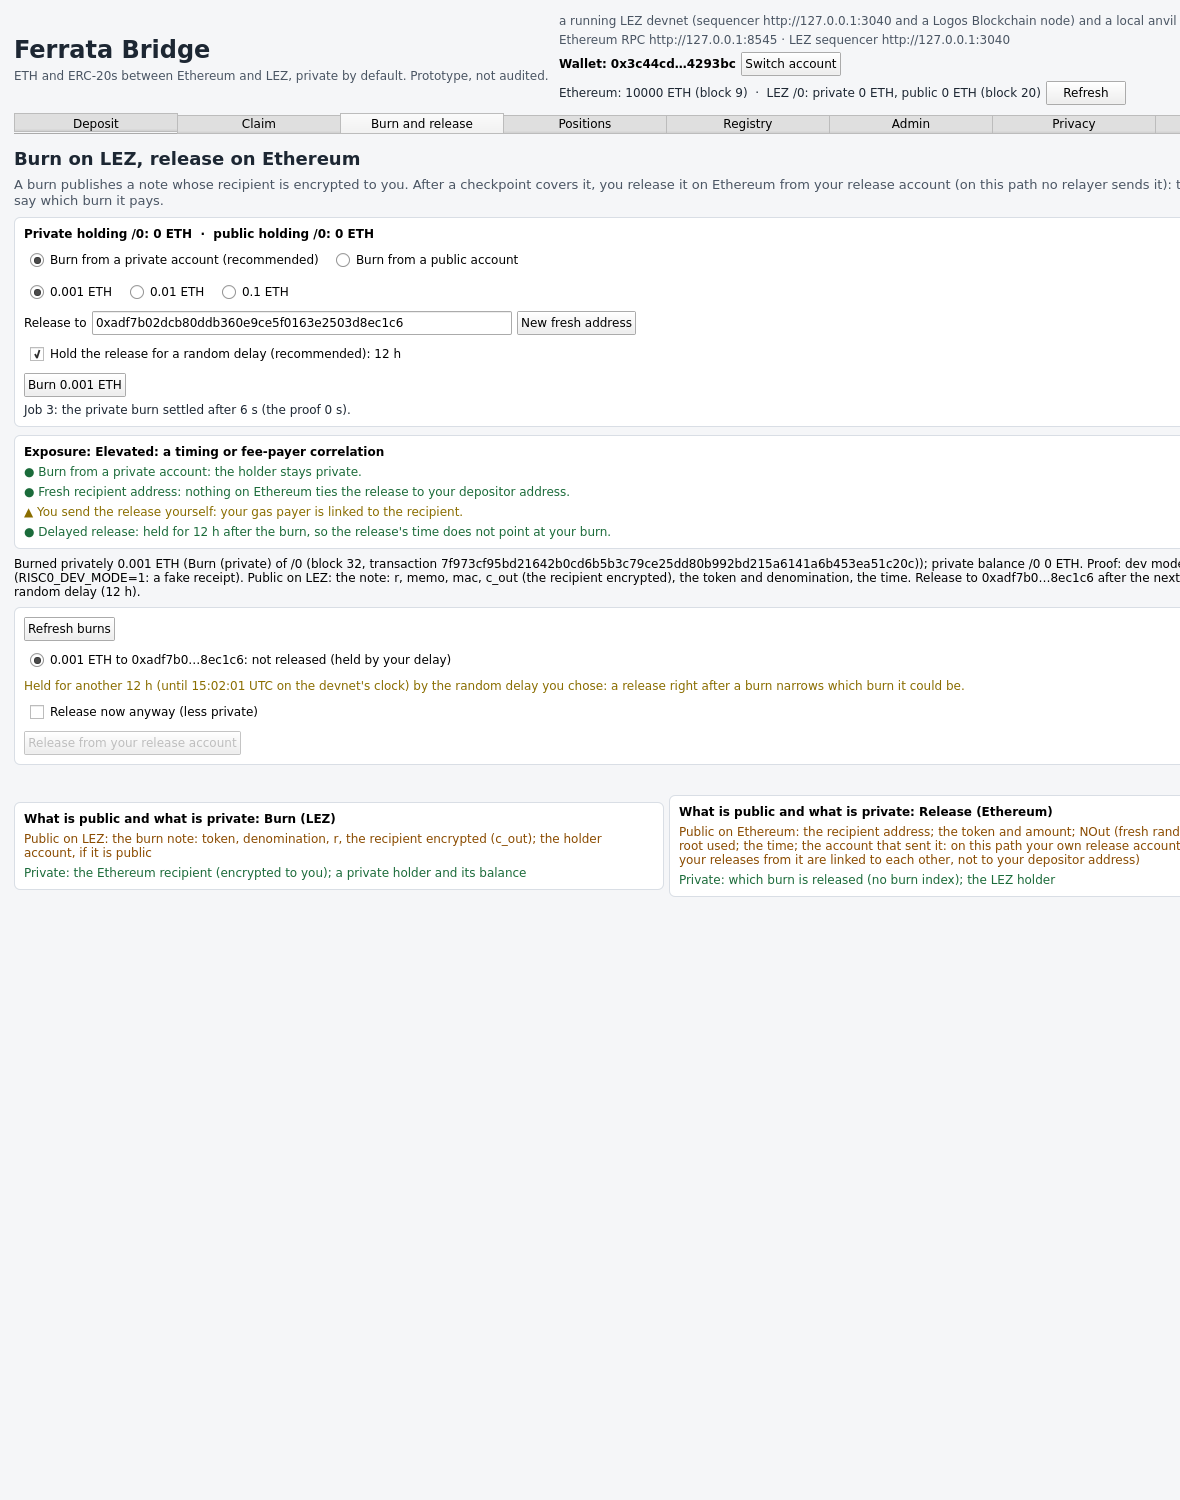 a running LEZ devnet (sequencer http://127.0.0.1:3040 and a Logos Blockchain node) and a local anvil
Ferrata Bridge
Ethereum RPC http://127.0.0.1:8545 · LEZ sequencer http://127.0.0.1:3040
ETH and ERC-20s between Ethereum and LEZ, private by default. Prototype, not audited.
Wallet: 0x3c44cd…4293bc Switch account
Ethereum: 10000 ETH (block 9) · LEZ /0: private 0 ETH, public 0 ETH (block 20) Refresh
Deposit Claim Burn and release Positions Registry Admin Privacy
Burn on LEZ, release on Ethereum
A burn publishes a note whose recipient is encrypted to you. After a checkpoint covers it, you release it on Ethereum from your release account (on this path no relayer sends it):
say which burn it pays.
Private holding /0: 0 ETH · public holding /0: 0 ETH
Burn from a private account (recommended) Burn from a public account
0.001 ETH 0.01 ETH 0.1 ETH
Release to 0xadf7b02dcb80ddb360e9ce5f0163e2503d8ec1c6 New fresh address
Hold the release for a random delay (recommended): 12 h
Burn 0.001 ETH
Job 3: the private burn settled after 6 s (the proof 0 s).
Exposure: Elevated: a timing or fee-payer correlation
● Burn from a private account: the holder stays private.
● Fresh recipient address: nothing on Ethereum ties the release to your depositor address.
▲ You send the release yourself: your gas payer is linked to the recipient.
● Delayed release: held for 12 h after the burn, so the release's time does not point at your burn.
Burned privately 0.001 ETH (Burn (private) of /0 (block 32, transaction 7f973cf95bd21642b0cd6b5b3c79ce25dd80b992bd215a6141a6b453ea51c20c)); private balance /0 0 ETH. Proof: dev mode
(RISC0_DEV_MODE=1: a fake receipt). Public on LEZ: the note: r, memo, mac, c_out (the recipient encrypted), the token and denomination, the time. Release to 0xadf7b0…8ec1c6 after the next
random delay (12 h).
Refresh burns
0.001 ETH to 0xadf7b0…8ec1c6: not released (held by your delay)
Held for another 12 h (until 15:02:01 UTC on the devnet's clock) by the random delay you chose: a release right after a burn narrows which burn it could be.
Release now anyway (less private)
Release from your release account
What is public and what is private: Burn (LEZ)
Public on LEZ: the burn note: token, denomination, r, the recipient encrypted (c_out); the holder
account, if it is public
Private: the Ethereum recipient (encrypted to you); a private holder and its balance
What is public and what is private: Release (Ethereum)
Public on Ethereum: the recipient address; the token and amount; NOut (fresh rand
root used; the time; the account that sent it: on this path your own release account
your releases from it are linked to each other, not to your depositor address)
Private: which burn is released (no burn index); the LEZ holder